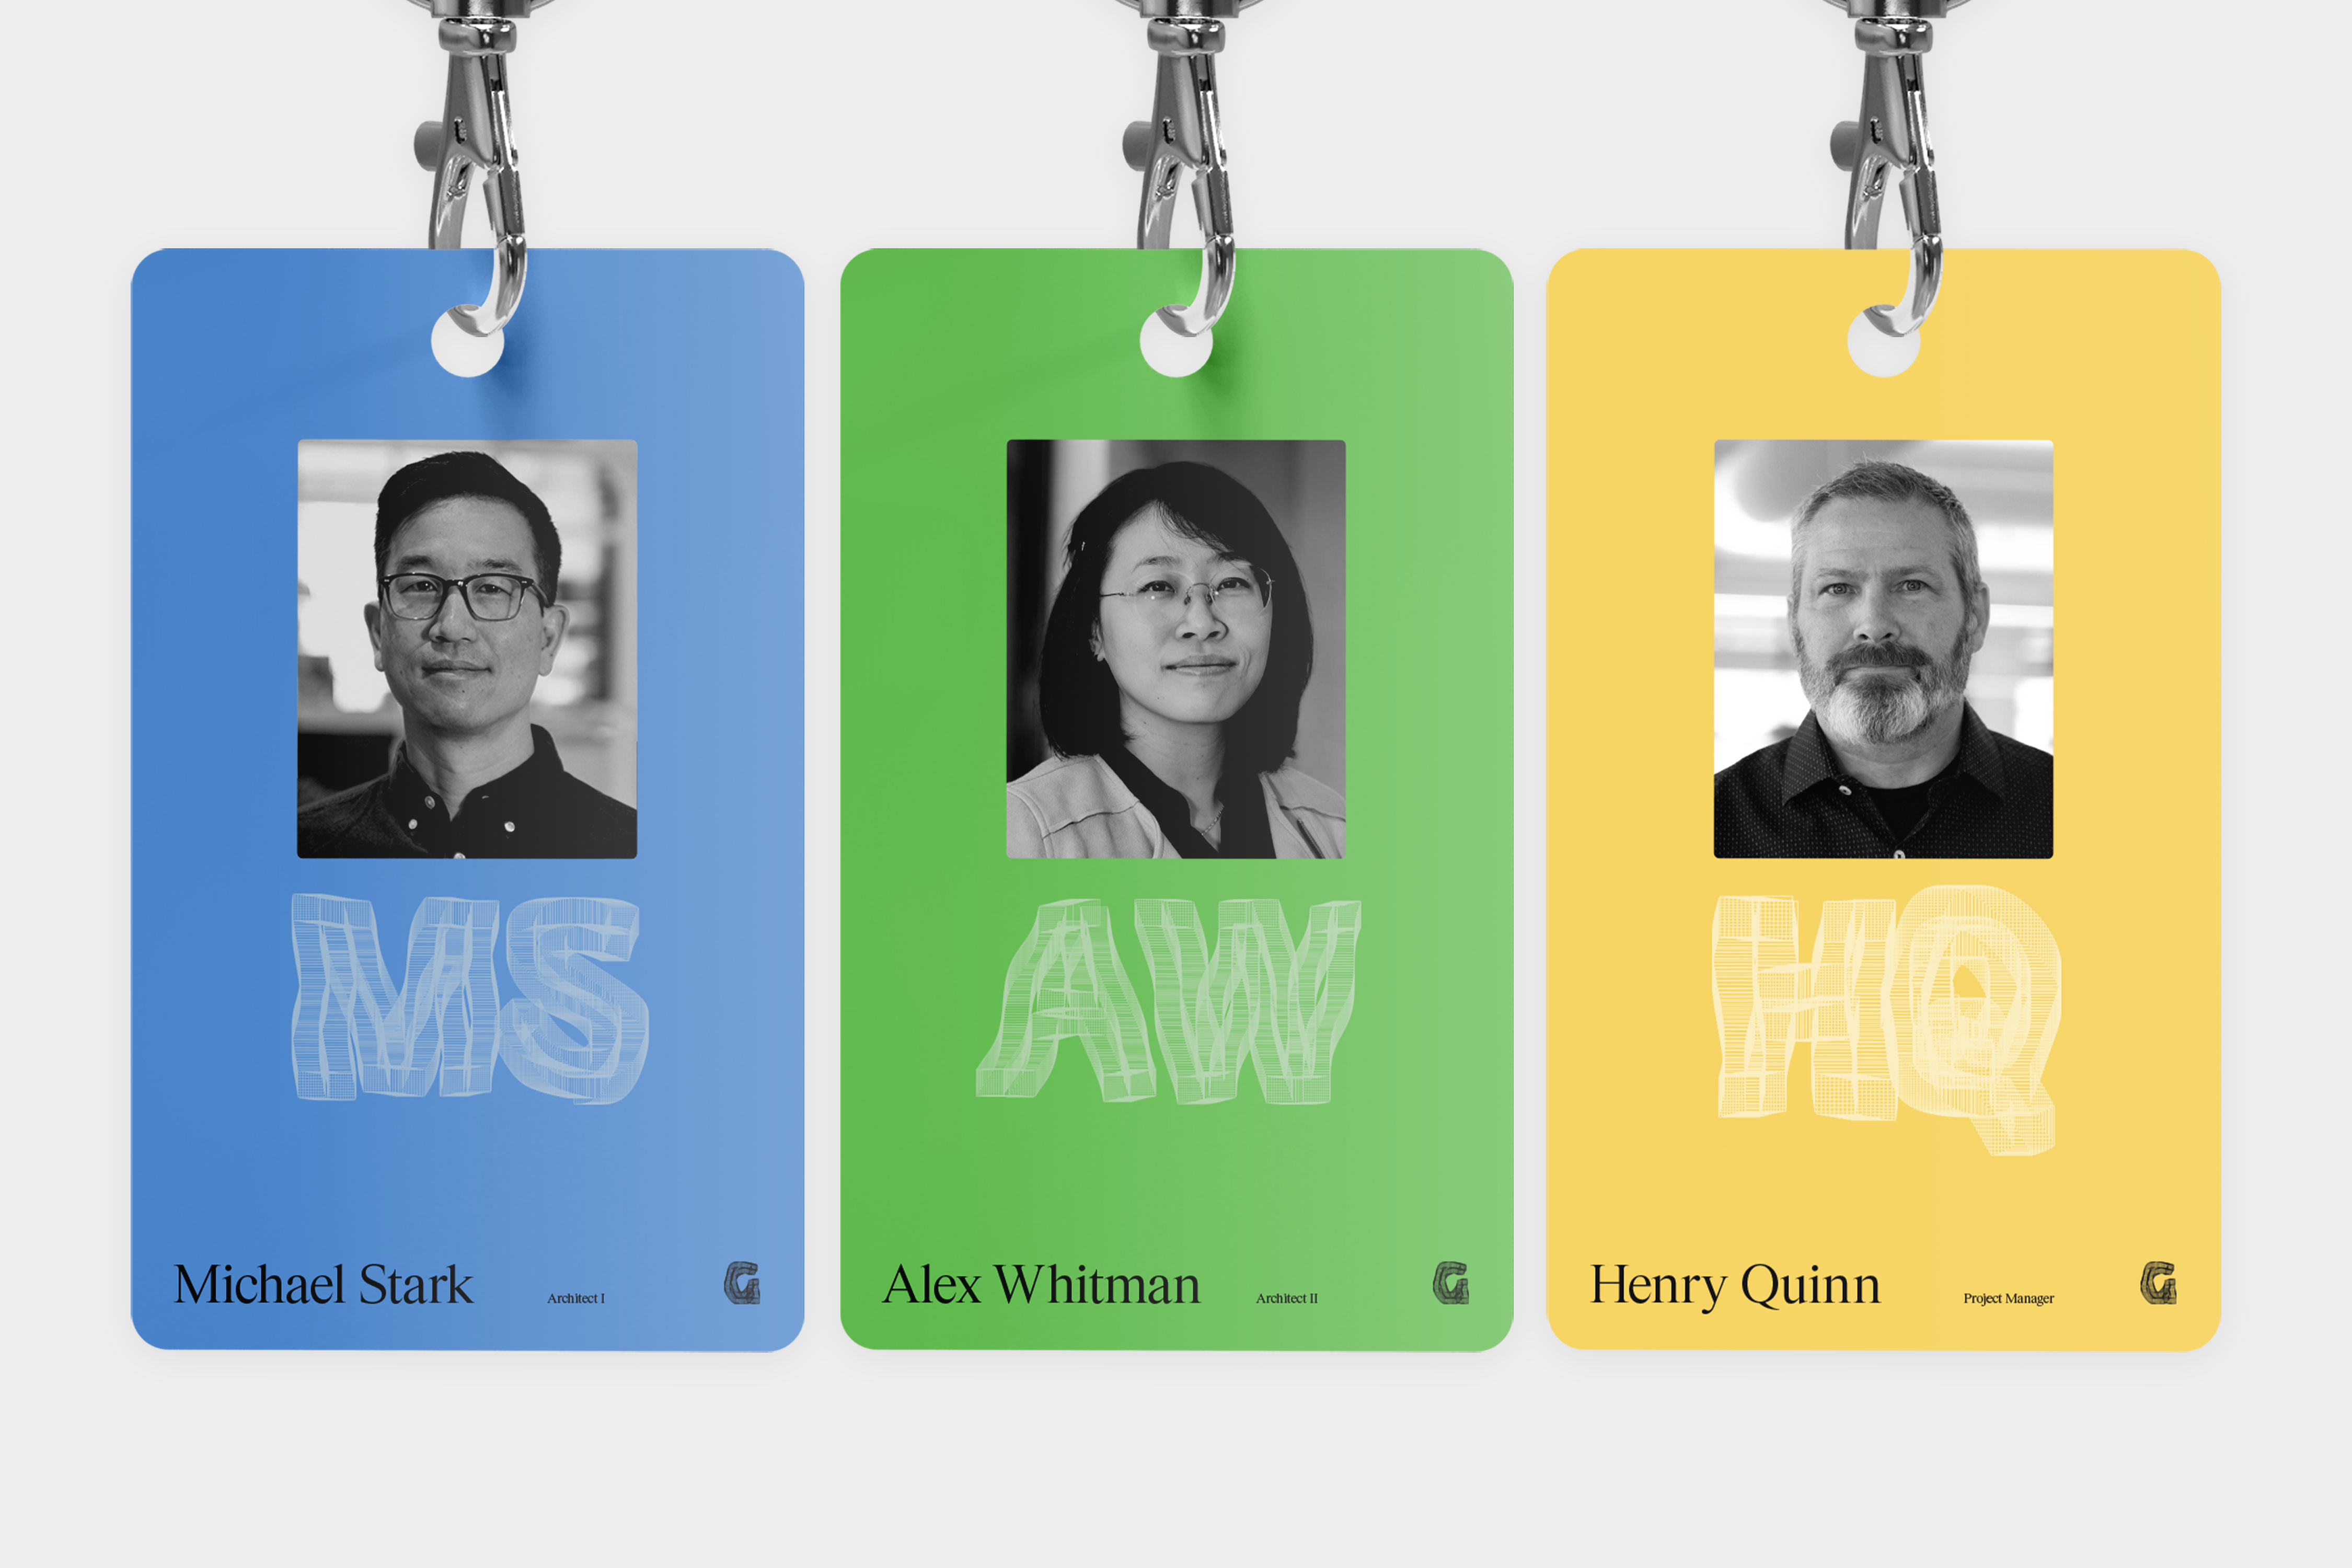 MS
Michael Stark
Architect I
G
AW
Alex Whitman
Architect II
G
HQ
Henry Quinn
Project Manager
G